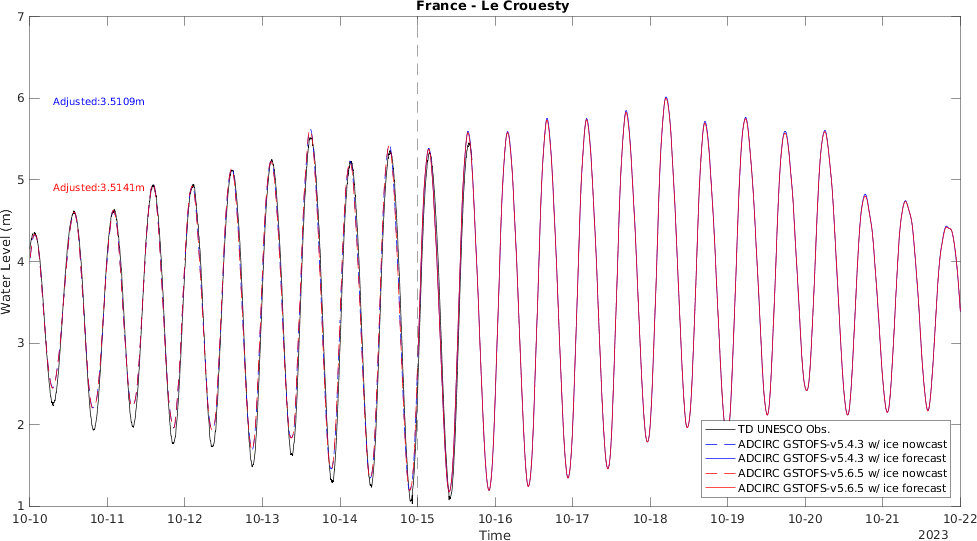 France - Le Crouesty
7
6
5
4
3
2
1
Water Level (m)
Adjusted:3.5109m
Adjusted:3.5141m
TD UNESCO Obs.
ADCIRC GSTOFS-v5.4.3 w/ ice nowcast
ADCIRC GSTOFS-v5.4.3 w/ ice forecast
ADCIRC GSTOFS-v5.6.5 w/ ice nowcast
ADCIRC GSTOFS-v5.6.5 w/ ice forecast
10-10 10-11 10-12 10-13 10-14 10-15 10-16 10-17 10-18 10-19 10-20 10-21 10-22
Time
2023